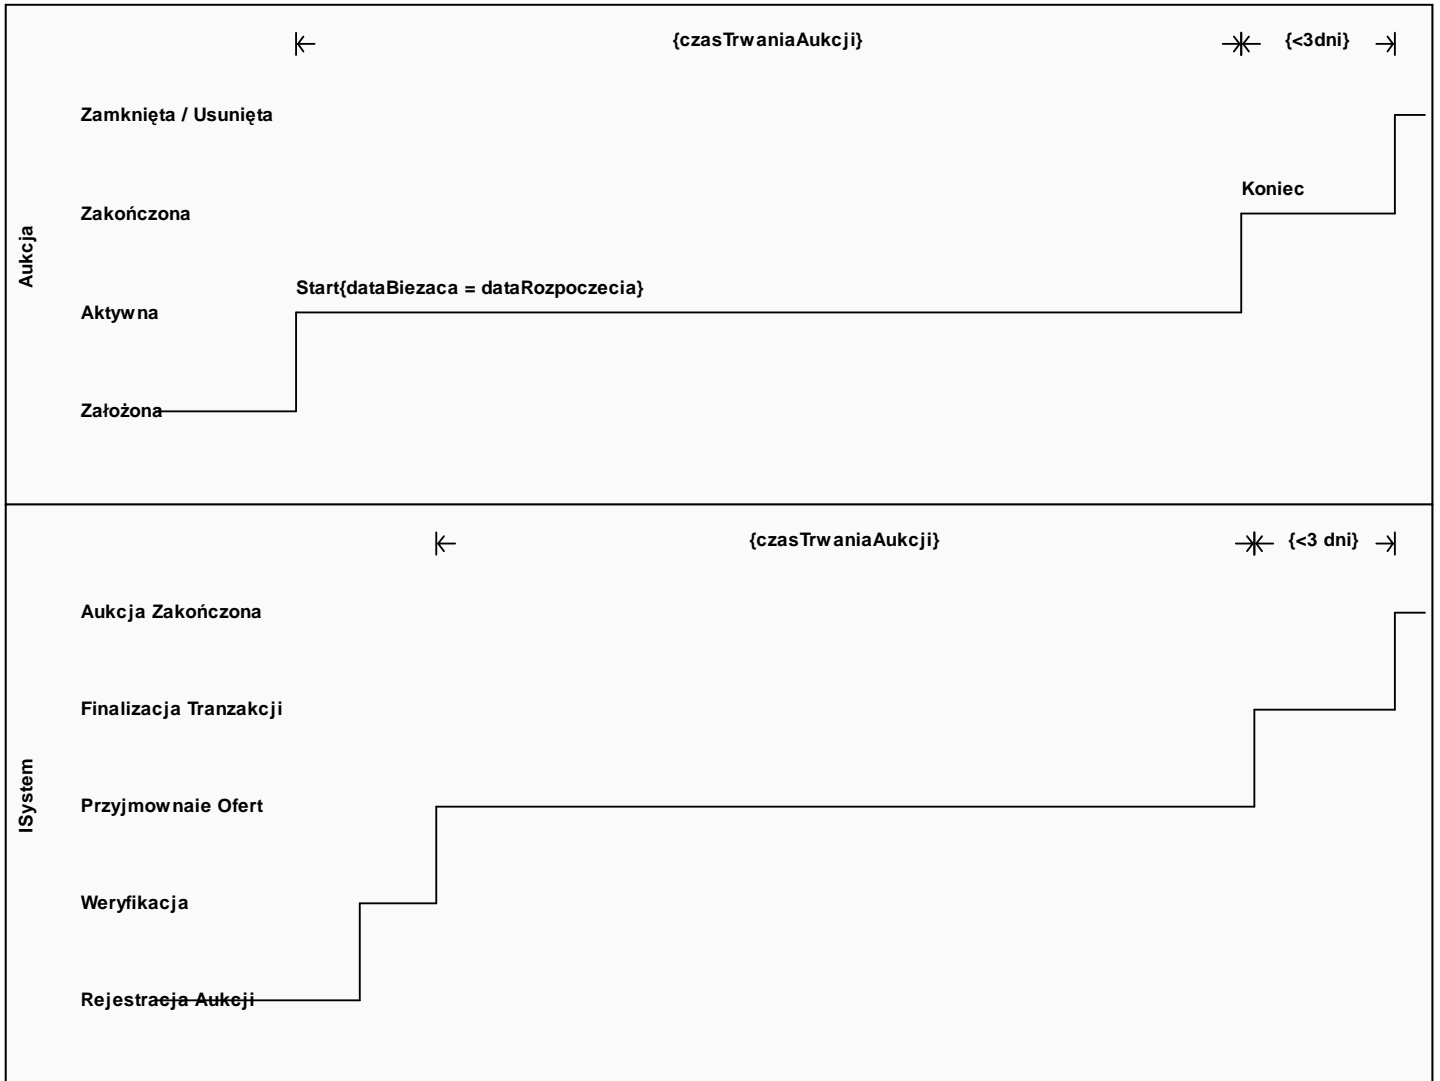 {czasTrwaniaAukcji}
{<3dni}
Zamknięta / Usunięta
Koniec
Zakończona
Aukcja
Start{dataBiezaca = dataRozpoczecia}
Aktywna
Założona
{czasTrwaniaAukcji}
{<3 dni}
Aukcja Zakończona
Finalizacja Tranzakcji
ISystem
Przyjmownaie Ofert
Weryfikacja
Rejestracja Aukcji